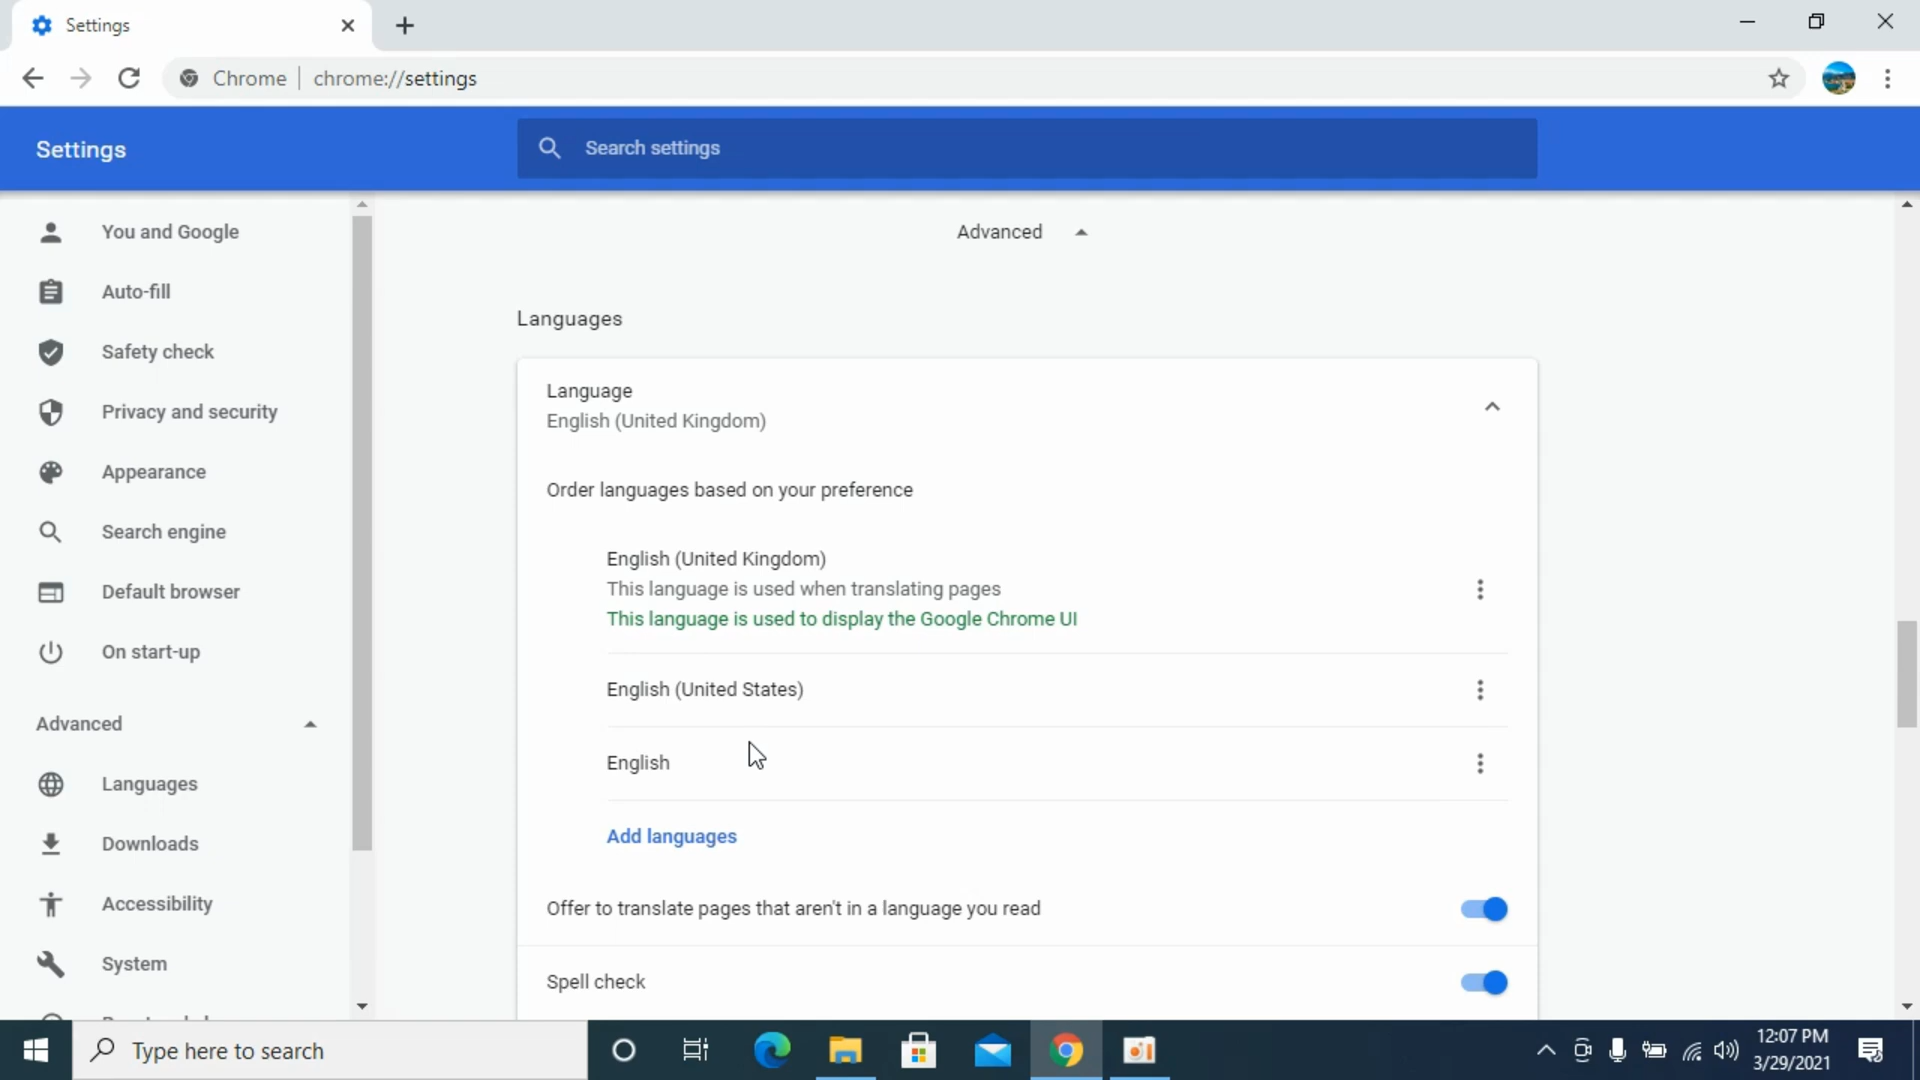 Settings
Chrome | chrome://settings
Settings
Search settings
You and Google
Auto-fill
Safety check
Privacy and security
Appearance
Search engine
Default browser
On start-up
Advanced
Languages
Downloads
Accessibility
System
Advanced
Languages
Language
English (United Kingdom)
Order languages based on your preference
English (United Kingdom)
This language is used when translating pages
This language is used to display the Google Chrome UI
English (United States)
English
Add languages
Offer to translate pages that aren't in a language you read
Spell check
Type here to search
12:07 PM
3/29/2021